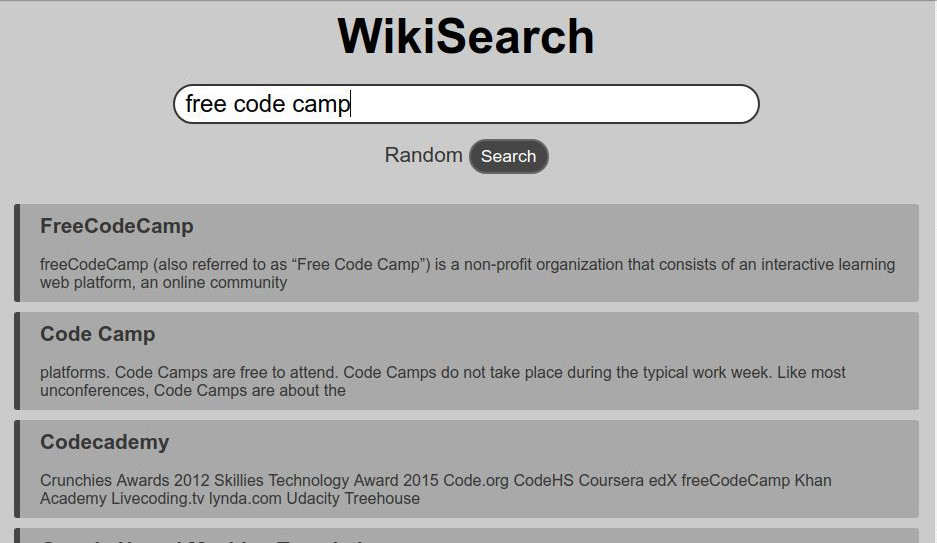 WikiSearch
free code camp
Random Search
FreeCodeCamp
freeCodeCamp (also referred to as “Free Code Camp”) is a non-profit organization that consists of an interactive learning
web platform, an online community
Code Camp
platforms. Code Camps are free to attend. Code Camps do not take place during the typical work week. Like most
unconferences, Code Camps are about the
Codecademy
Crunchies Awards 2012 Skillies Technology Award 2015 Code.org CodeHS Coursera edX freeCodeCamp Khan
Academy Livecoding.tv lynda.com Udacity Treehouse